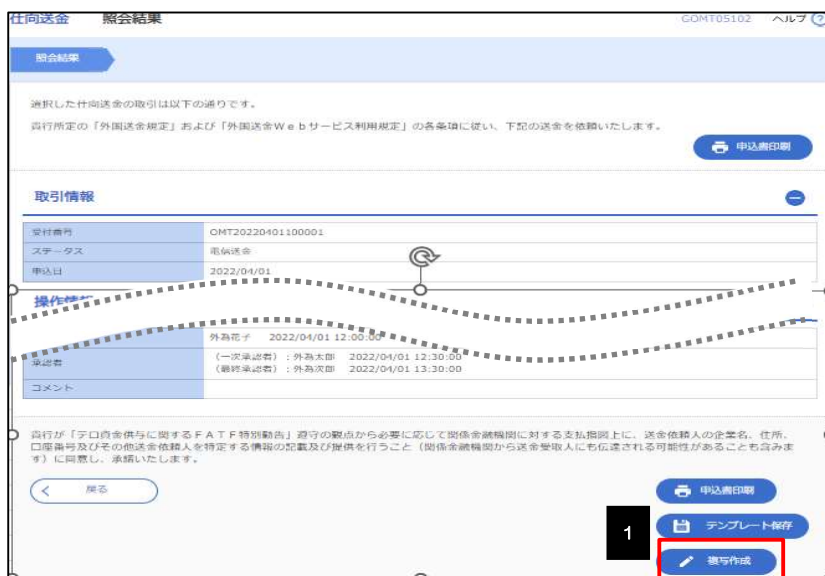 仕向送金 照会結果 GOMT05102 ヘルプ ?
照会結果
選択した仕向送金の取引は以下の通りです。
貴行所定の「外国送金規定」および「外国送金Ｗｅｂサービス利用規定」の各条項に従い、下記の送金を依頼いたします。
申込書印刷
取引情報
受付番号 OMT20220401100001
ステータス 電信送金
申込日 2022/04/01
操作情報
外為花子 2022/04/01 12:00:00
承認者 （一次承認者）：外為太郎 2022/04/01 12:30:00
（最終承認者）：外為次郎 2022/04/01 13:30:00
コメント
貴行が「テロ資金供与に関するＦＡＴＦ特別勧告」遵守の観点から必要に応じて関係金融機関に対する支払指図上に、送金依頼人の企業名、住所、
口座番号及びその他送金依頼人を特定する情報の記載及び提供を行うこと（関係金融機関から送金受取人にも伝達される可能性があることも含みま
す）に同意し、承諾いたします。
戻る
申込書印刷
1 テンプレート保存
複写作成